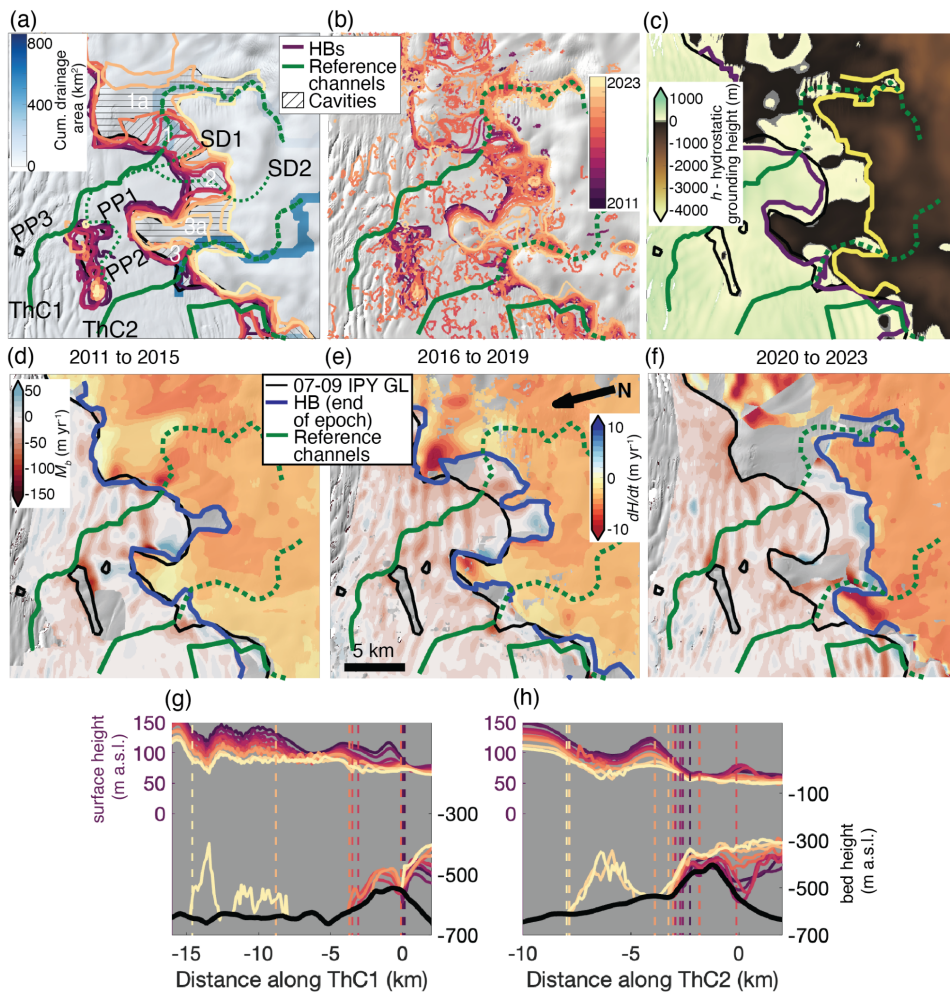 (a)
(b)
(c)
800
400
0
Cum. drainage
area (km²)
HBs
Reference
channels
Cavities
1a
1
SD1
SD2
3a
3
PP1
PP2
PP3
ThC1
ThC2
2023
2011
1000
0
-1000
-2000
-3000
-4000
h - hydrostatic
grounding height (m)
(d) 2011 to 2015
(e) 2016 to 2019
(f) 2020 to 2023
50
0
-50
-100
-150
Mb (m yr⁻¹)
07-09 IPY GL
HB (end
of epoch)
Reference
channels
N
10
0
-10
dH/dt (m yr⁻¹)
5 km
(g)
(h)
surface height
(m a.s.l.)
150
100
50
0
-300
-500
-700
-15
-10
-5
0
Distance along ThC1 (km)
150
100
50
0
-100
-300
-500
-700
bed height
(m a.s.l.)
-10
-5
0
Distance along ThC2 (km)